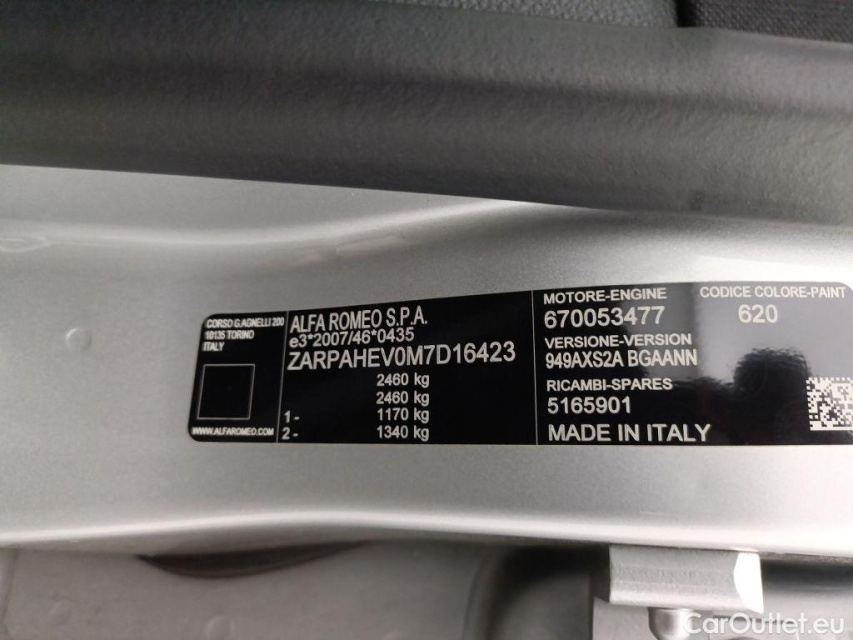 CORSO G.AGNELLI 200
10135 TORINO
ITALY
WWW.ALFAROMEO.COM
ALFA ROMEO S.P.A.
e3*2007/46*0435
ZARPAHEV0M7D16423
2460 kg
2460 kg
1- 1170 kg
2- 1340 kg
MOTORE-ENGINE
670053477
VERSIONE-VERSION
949AXS2A BGAANN
RICAMBI-SPARES
5165901
MADE IN ITALY
CODICE COLORE-PAINT
620
CarOutlet.eu